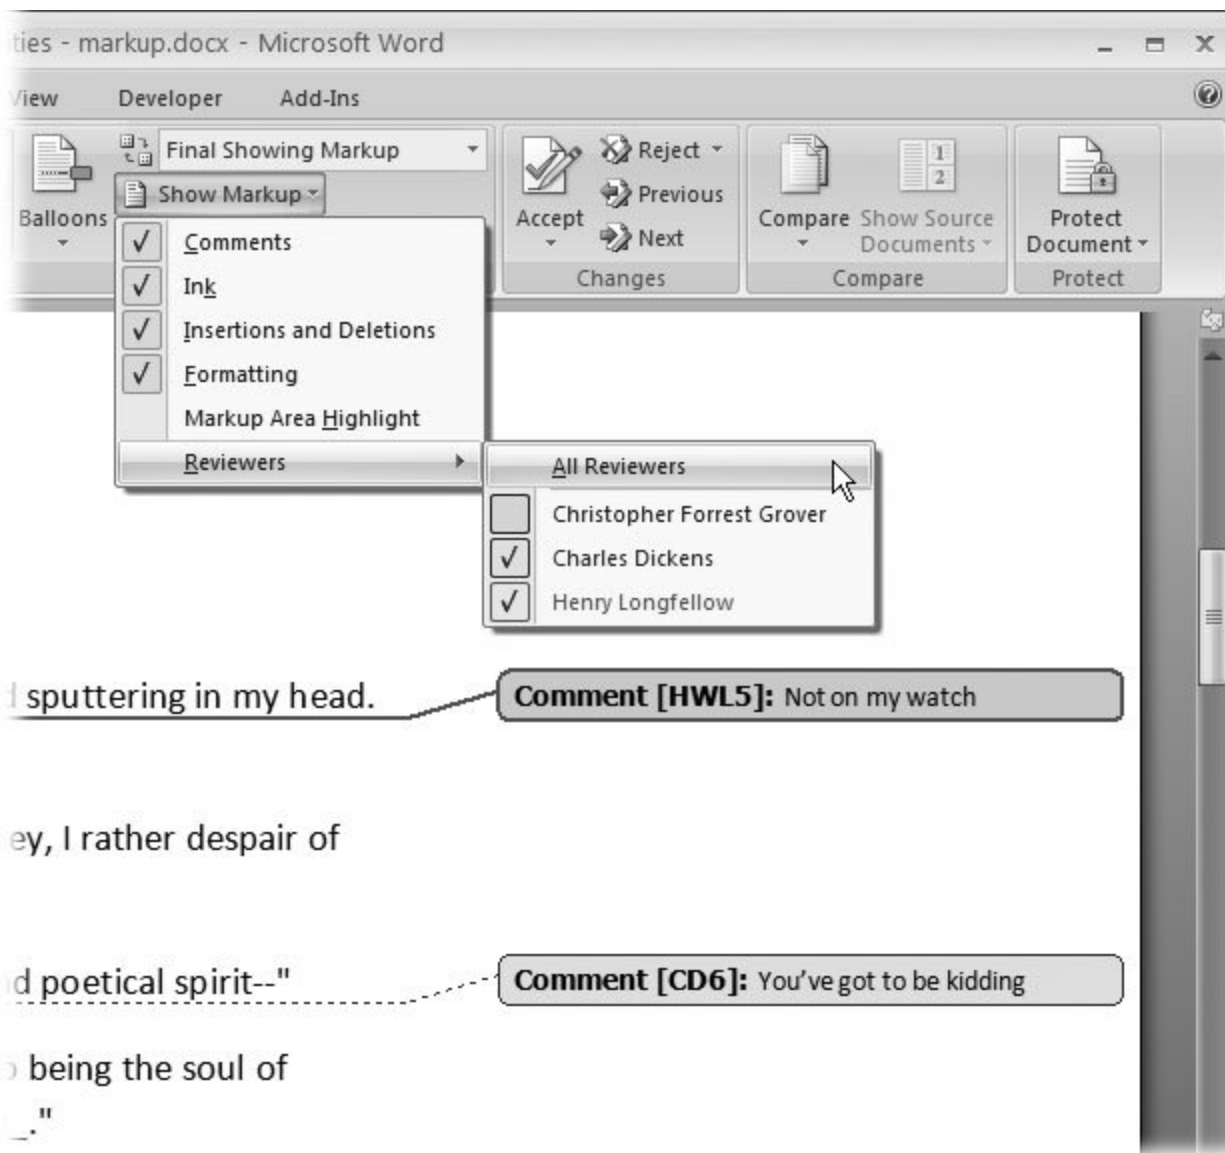 ties - markup.docx - Microsoft Word
View Developer Add-Ins
Final Showing Markup
Show Markup
Balloons
Accept
Reject
Previous
Next
Changes
Compare
Show Source Documents
1
2
Compare
Protect Document
Protect
Comments
Ink
Insertions and Deletions
Formatting
Markup Area Highlight
Reviewers
All Reviewers
Christopher Forrest Grover
Charles Dickens
Henry Longfellow
sputtering in my head.
Comment [HWL5]: Not on my watch
ey, I rather despair of
d poetical spirit--"
Comment [CD6]: You've got to be kidding
being the soul of
_."